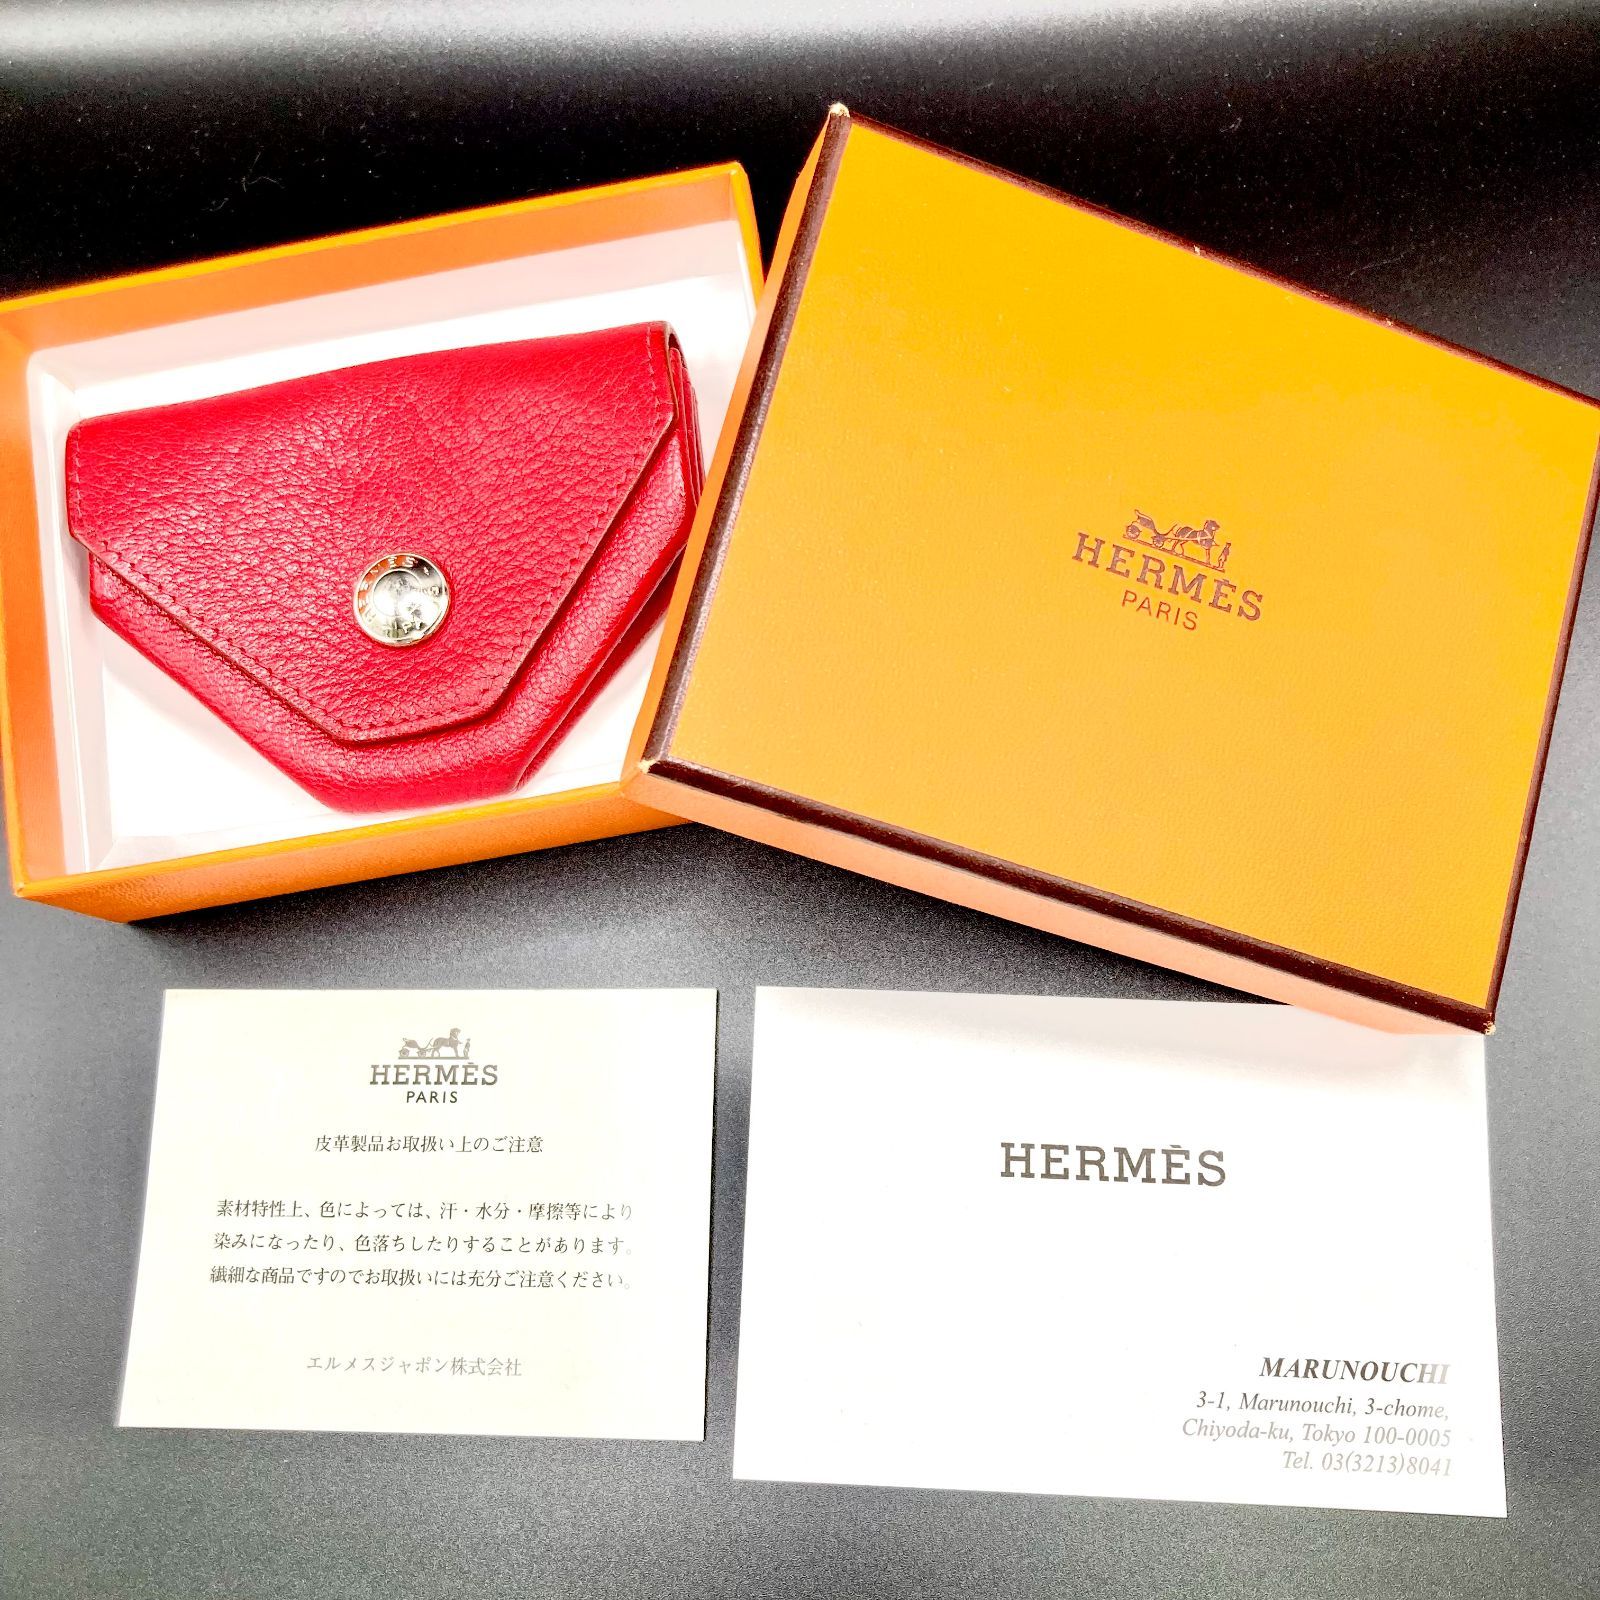 HERMÈS
PARIS
HERMÈS
PARIS
皮革製品お取扱い上のご注意
素材特性上、色によっては、汗・水分・摩擦等により
染みになったり、色落ちしたりすることがあります。
繊細な商品ですのでお取扱いには充分ご注意ください。
エルメスジャポン株式会社
HERMÈS
MARUNOUCHI
3-1, Marunouchi, 3-chome,
Chiyoda-ku, Tokyo 100-0005
Tel. 03(3213)8041